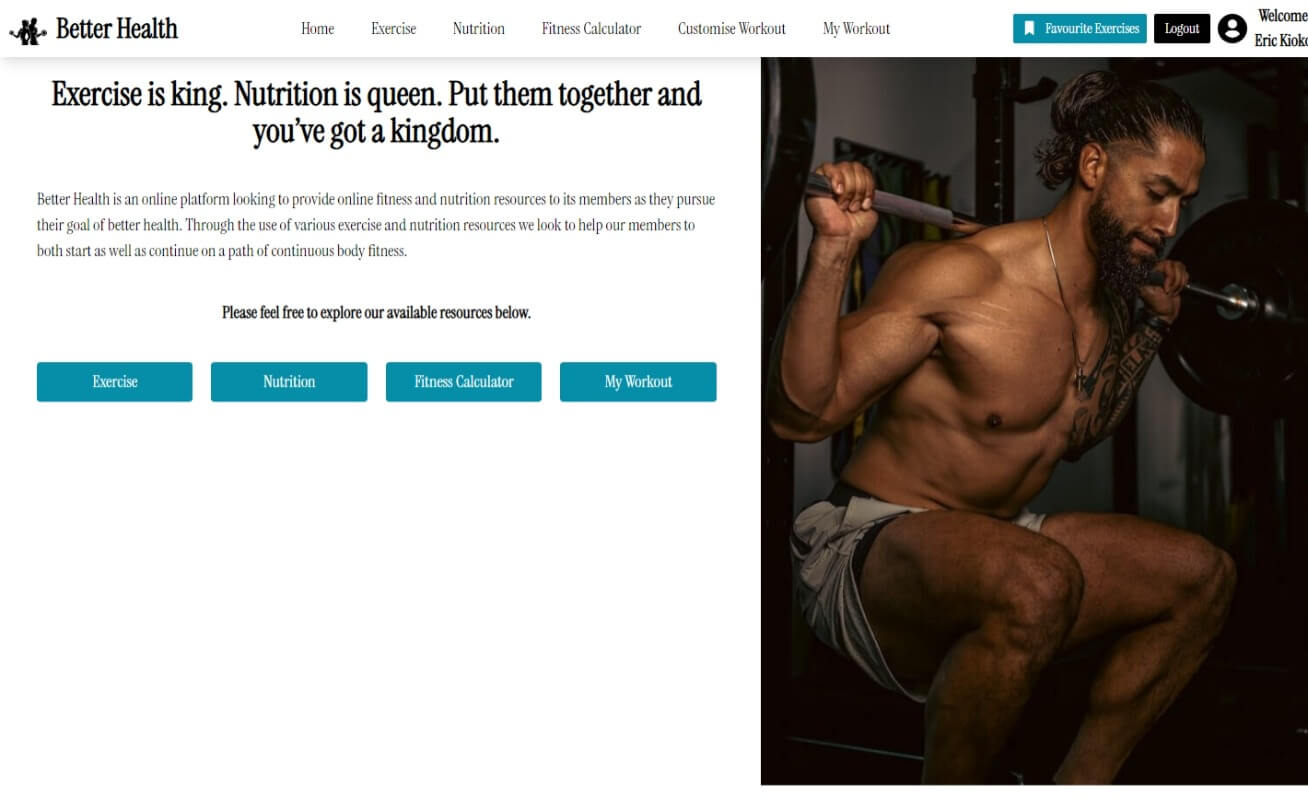 Better Health
Home Exercise Nutrition Fitness Calculator Customise Workout My Workout
Favourite Exercises
Logout
Welcome
Eric Kioko
Exercise is king. Nutrition is queen. Put them together and
you’ve got a kingdom.
Better Health is an online platform looking to provide online fitness and nutrition resources to its members as they pursue
their goal of better health. Through the use of various exercise and nutrition resources we look to help our members to
both start as well as continue on a path of continuous body fitness.
Please feel free to explore our available resources below.
Exercise Nutrition Fitness Calculator My Workout